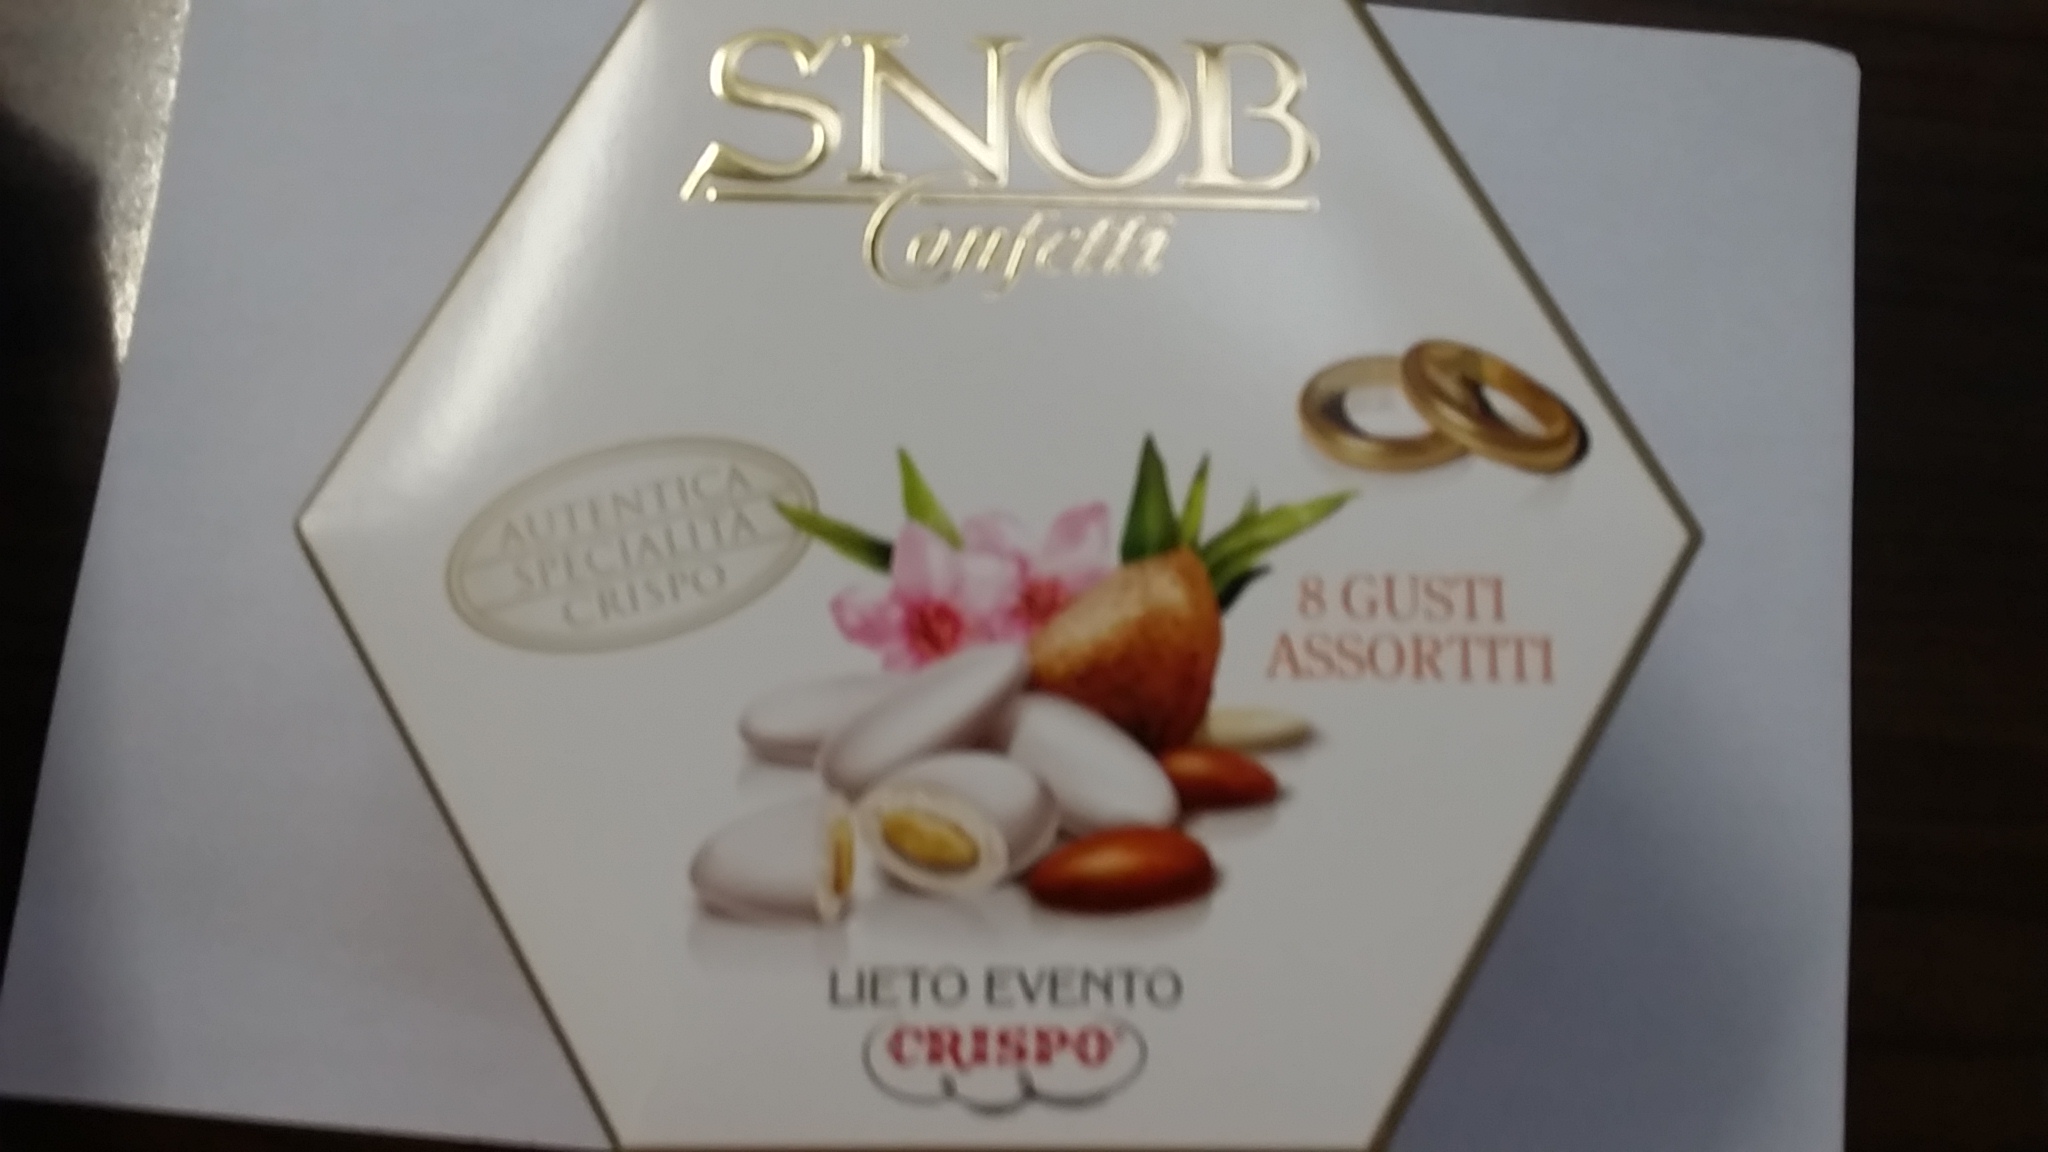 SNOB
Confetti
AUTENTICA
SPECIALITÀ
CRISPO
8 GUSTI
ASSORTITI
LIETO EVENTO
CRISPO